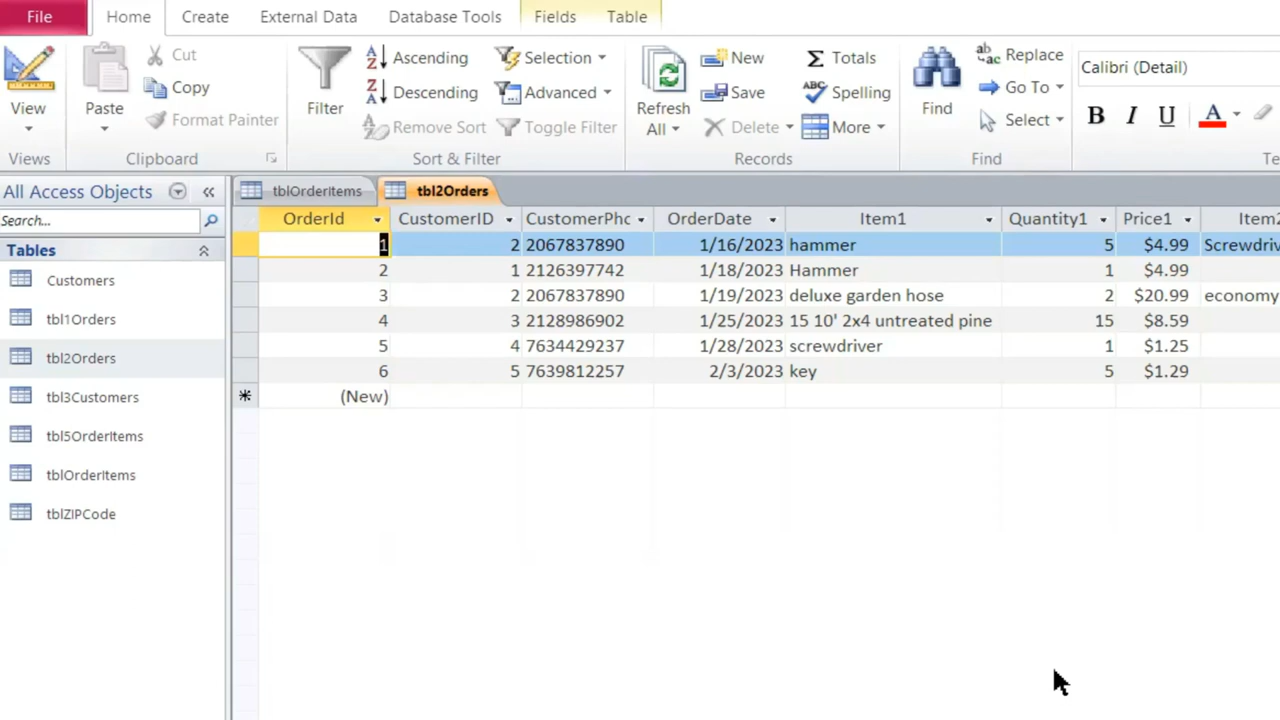 File Home Create External Data Database Tools Fields Table
View Views
Paste Cut Copy Format Painter Clipboard
Filter Ascending Descending Remove Sort Selection Advanced Toggle Filter Sort & Filter
Refresh All New Save Delete Totals Spelling More Records
Find Replace Go To Select Find
Calibri (Detail)
B I U A
All Access Objects
Search...
Tables
Customers
tbl1Orders
tbl2Orders
tbl3Customers
tbl5OrderItems
tblOrderItems
tblZIPCode
tblOrderItems tbl2Orders
OrderId CustomerID CustomerPhc OrderDate Item1 Quantity1 Price1 Item2
1 2 2067837890 1/16/2023 hammer 5 $4.99 Screwdriv
2 1 2126397742 1/18/2023 Hammer 1 $4.99
3 2 2067837890 1/19/2023 deluxe garden hose 2 $20.99 economy
4 3 2128986902 1/25/2023 15 10' 2x4 untreated pine 15 $8.59
5 4 7634429237 1/28/2023 screwdriver 1 $1.25
6 5 7639812257 2/3/2023 key 5 $1.29
(New)